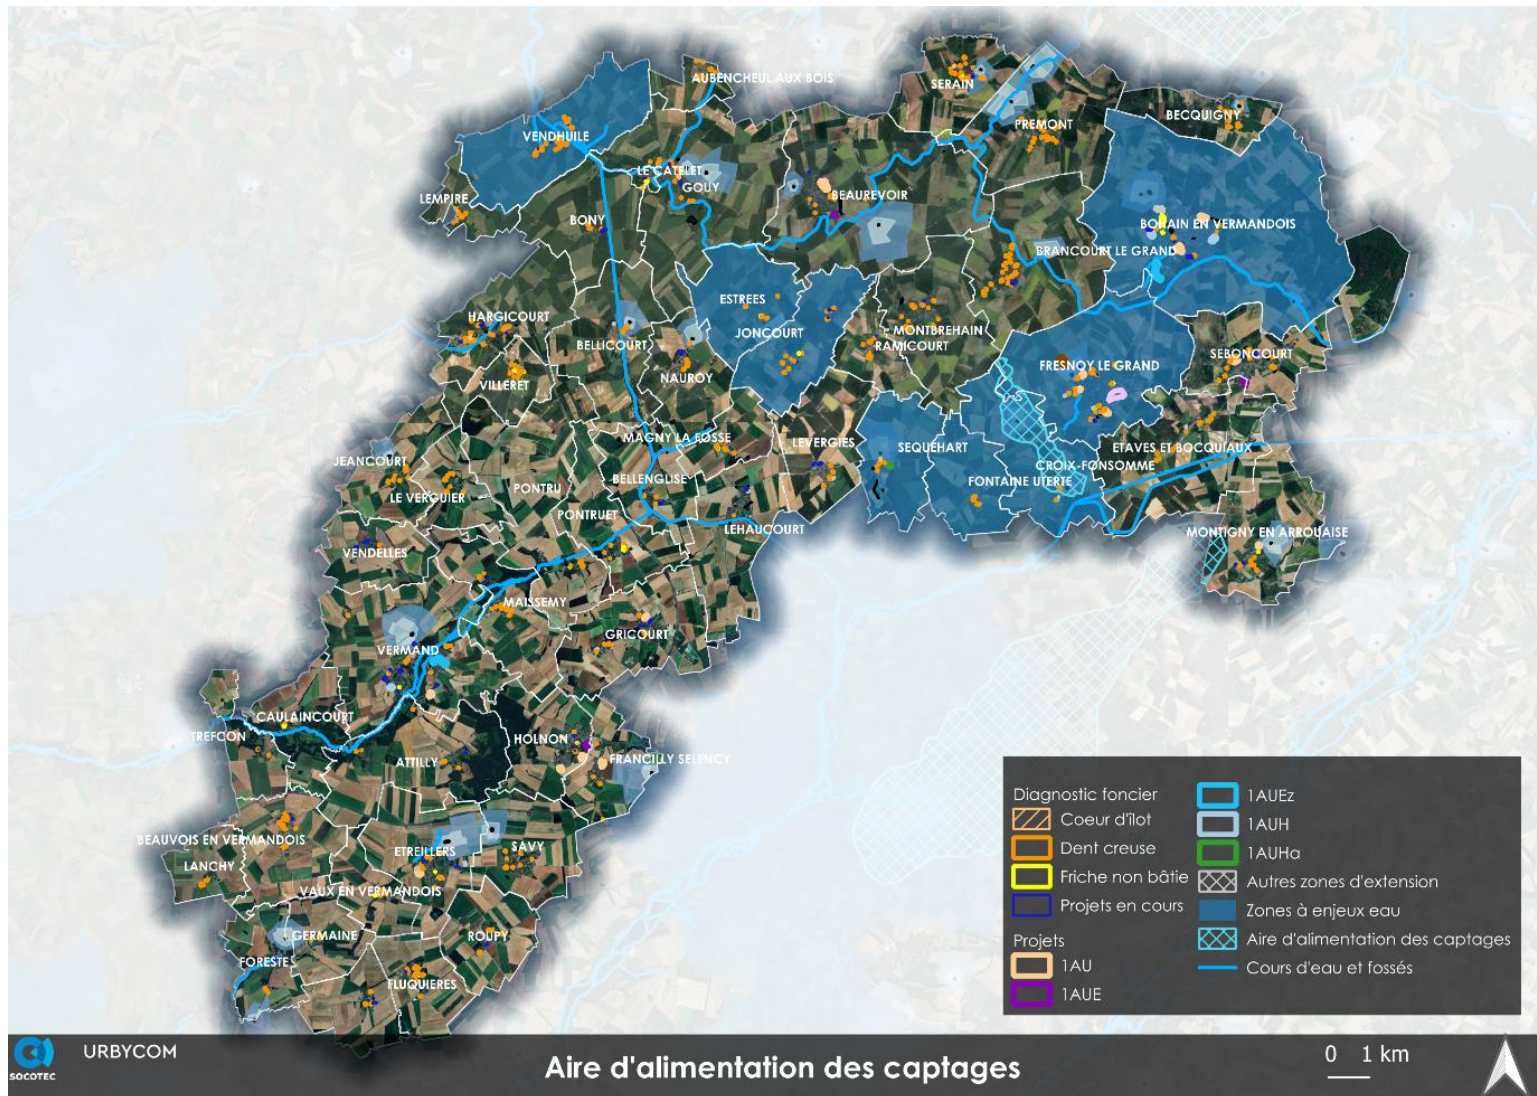 AUBENCHEUL AUX BOIS
SERAIN
VENDHUILE
PREMONT
BECQUIGNY
LE CATELET
GOUY
LEMPIRE
BEAUREVOIR
BONY
BOHAIN EN VERMANDOIS
BRANCOURT LE GRAND
ESTREES
HARGICOURT
JONCOURT
MONTBREHAIN
BELLICOURT
RAMICOURT
SEBONCOURT
FRESNOY LE GRAND
NAUROY
VILLERET
MAGNY LA FOSSE
LEVERGIES
SEQUEHART
ETAVES ET BOCQUIAUX
JEANCOURT
CROIX-FONSOMME
BELLENGLISE
FONTAINE UTERTE
PONTRU
LE VERGUIER
PONTRUET
LEHAUCOURT
MONTIGNY EN ARROUAISE
VENDELLES
MAISSEMY
GRICOURT
VERMAND
CAULAINCOURT
TREFCON
HOLNON
ATTILLY
FRANCILLY SELENCY
BEAUVOIS EN VERMANDOIS
ETREILLERS
SAVY
LANCHY
VAUX EN VERMANDOIS
GERMAINE
ROUPY
FORESTE
FLUQUIERES
Diagnostic foncier
Coeur d'îlot
Dent creuse
Friche non bâtie
Projets en cours
Projets
1AU
1AUE
1AUEz
1AUH
1AUHa
Autres zones d'extension
Zones à enjeux eau
Aire d'alimentation des captages
Cours d'eau et fossés
SOCOTEC
URBYCOM
Aire d'alimentation des captages
0 1 km